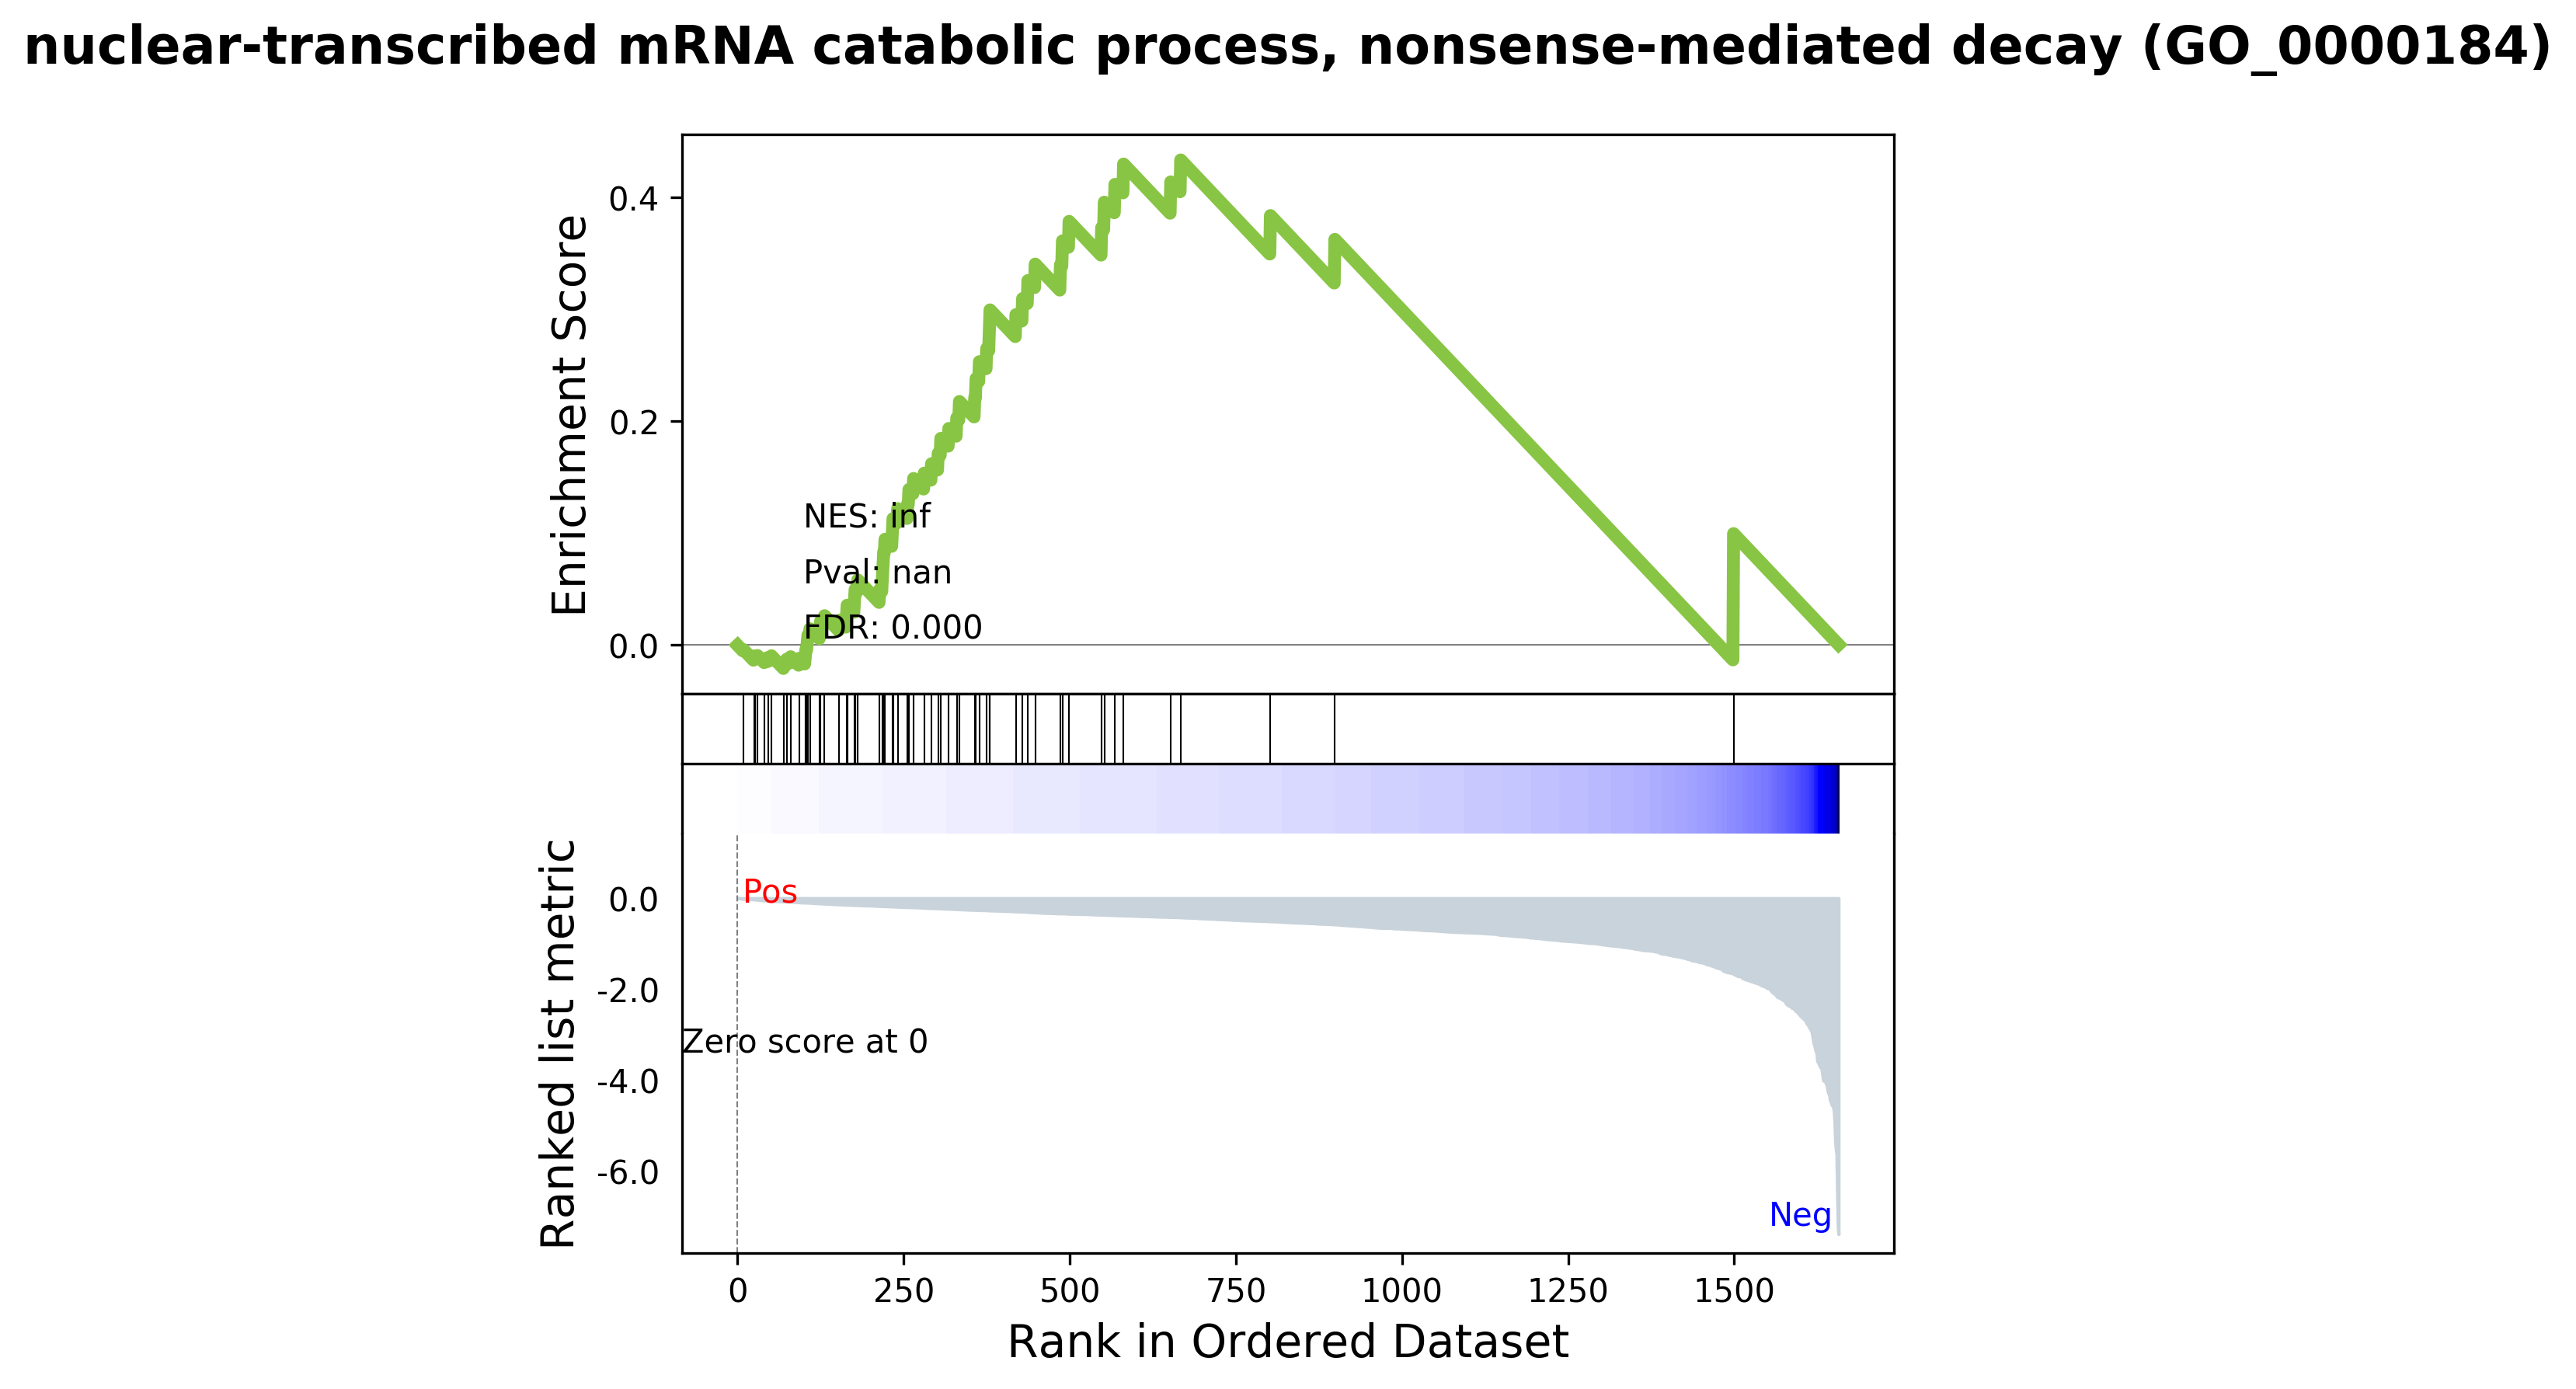 nuclear-transcribed mRNA catabolic process, nonsense-mediated decay (GO_0000184)
Enrichment Score
0.4
0.2
0.0
NES: inf
Pval: nan
FDR: 0.000
Ranked list metric
0.0
-2.0
-4.0
-6.0
Pos
Zero score at 0
Neg
0 250 500 750 1000 1250 1500
Rank in Ordered Dataset